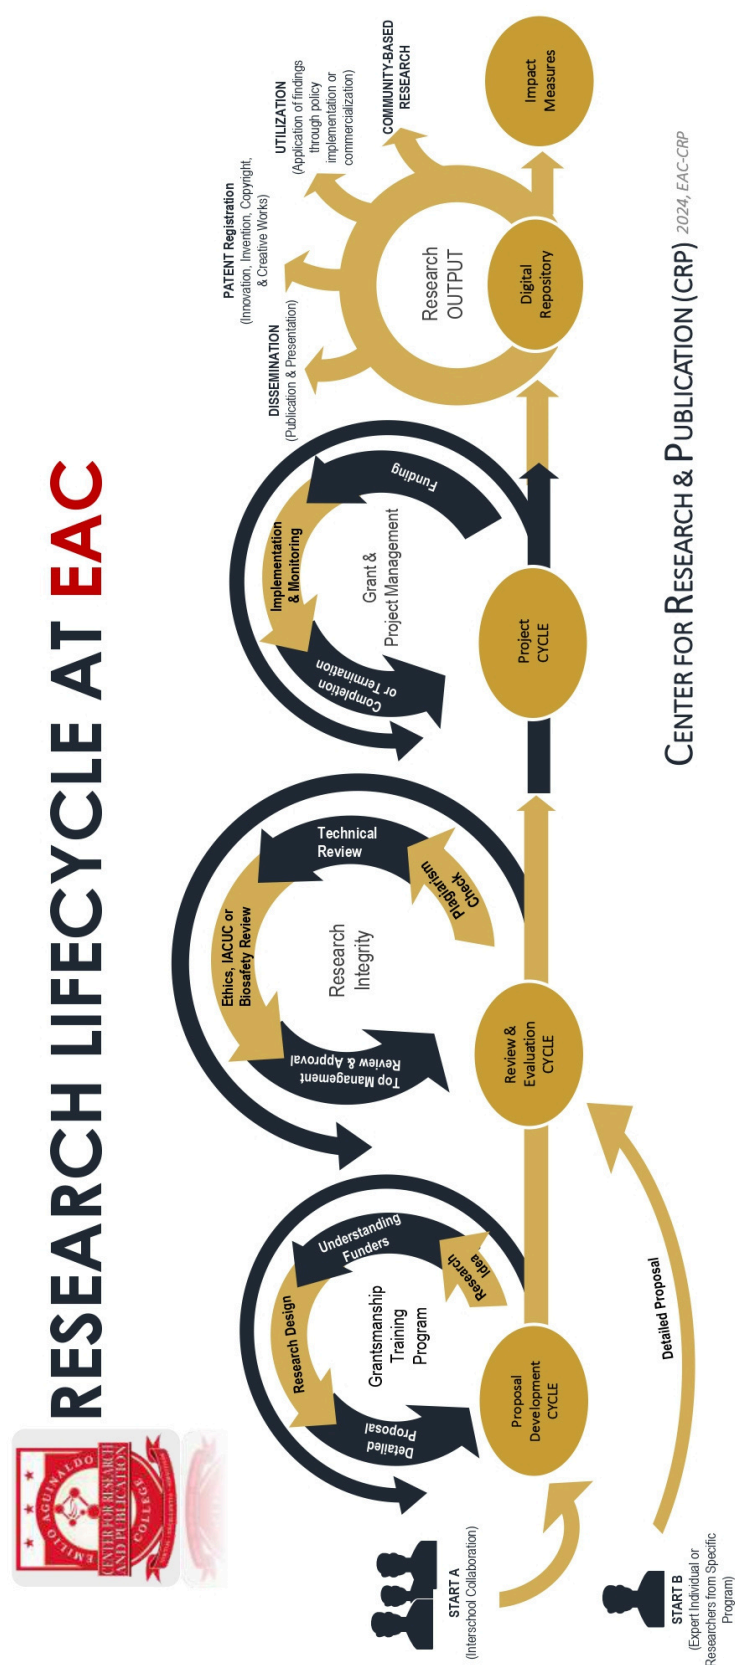 RESEARCH LIFECYCLE AT EAC
EMILIO AGUINALDO
COLLEGE
CENTER FOR RESEARCH
AND PUBLICATION
START A
(Interschool Collaboration)
START B
(Expert Individual or
Researchers from Specific
Program)
Detailed Proposal
Proposal
Development
CYCLE
Grantsmanship
Training
Program
Research
Idea
Understanding
Funders
Research Design
Detailed
Proposal
Review &
Evaluation
CYCLE
Research
Integrity
Plagiarism
Check
Technical
Review
Ethics, IACUC or
Biosafety Review
Top Management
Review & Approval
Project
CYCLE
Grant &
Project Management
Funding
Implementation
& Monitoring
Completion
or Termination
Research
OUTPUT
Digital
Repository
DISSEMINATION
(Publication & Presentation)
PATENT Registration
(Innovation, Invention, Copyright,
& Creative Works)
UTILIZATION
(Application of findings
through policy
implementation or
commercialization)
COMMUNITY-BASED
RESEARCH
Impact
Measures
CENTER FOR RESEARCH & PUBLICATION (CRP) 2024, EAC-CRP